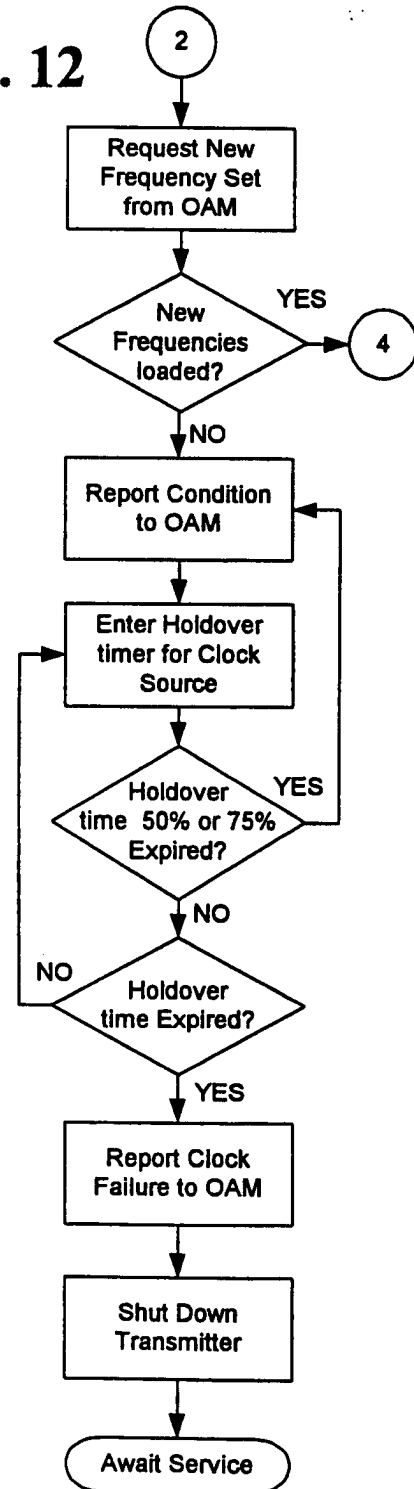 . 12
2
Request New
Frequency Set
from OAM
New
Frequencies
loaded?
YES
4
NO
Report Condition
to OAM
Enter Holdover
timer for Clock
Source
Holdover
time 50% or 75%
Expired?
YES
NO
NO
Holdover
time Expired?
YES
Report Clock
Failure to OAM
Shut Down
Transmitter
Await Service